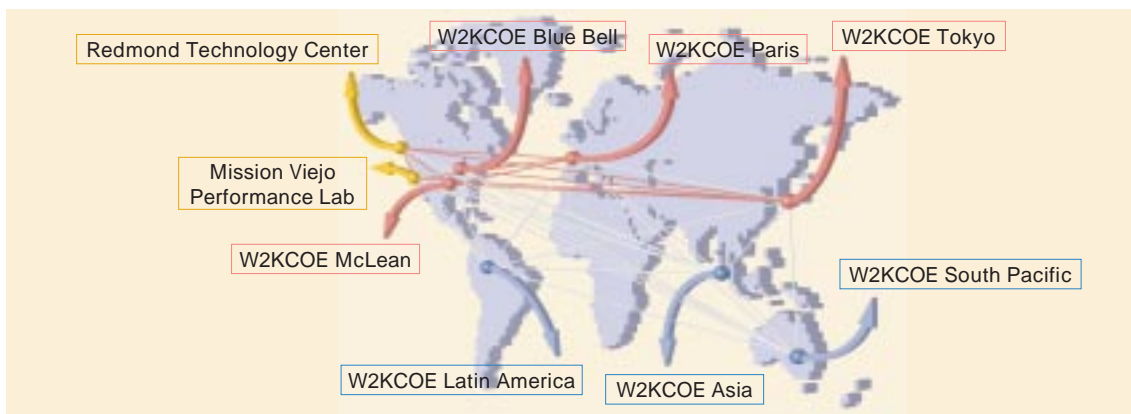 W2KCOE Blue Bell
W2KCOE Tokyo
Redmond Technology Center
W2KCOE Paris
Mission Viejo
Performance Lab
W2KCOE McLean
W2KCOE South Pacific
W2KCOE Latin America
W2KCOE Asia